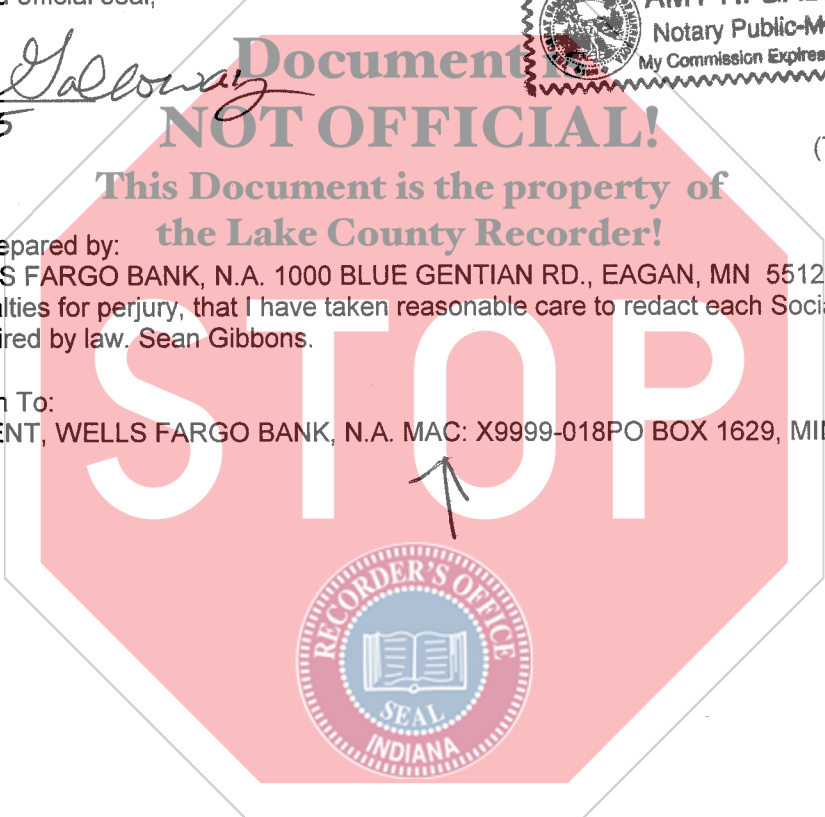 official seal,
AMY
Notary Public-M
Galloway
My Commission Expires
5
Document is
NOT OFFICIAL!
(
This Document is the property of
the Lake County Recorder!
epared by:
S FARGO BANK, N.A. 1000 BLUE GENTIAN RD., EAGAN, MN 5512
lties for perjury, that I have taken reasonable care to redact each Socia
ired by law. Sean Gibbons.
STOP
n To:
ENT, WELLS FARGO BANK, N.A. MAC: X9999-018PO BOX 1629, MI
RECORDER'S OFFICE
SEAL
INDIANA